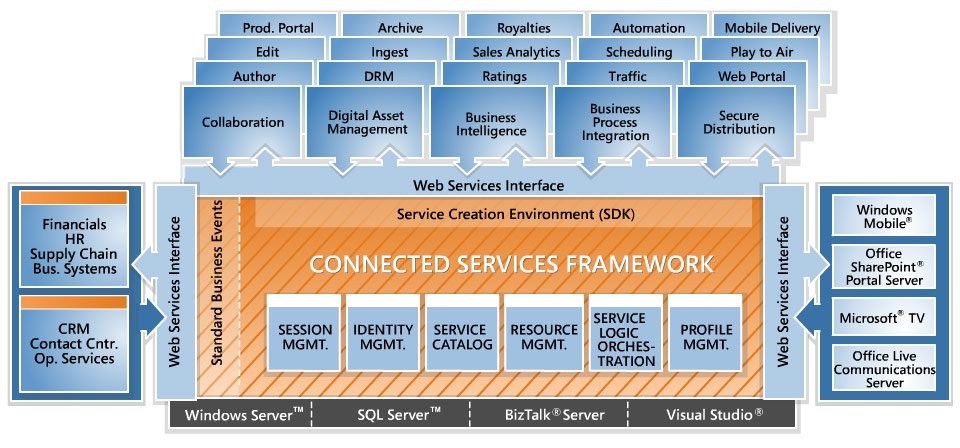 Prod. Portal
Archive
Royalties
Automation
Mobile Delivery
Edit
Ingest
Sales Analytics
Scheduling
Play to Air
Author
DRM
Ratings
Traffic
Web Portal
Collaboration
Digital Asset
Management
Business
Intelligence
Business
Process
Integration
Secure
Distribution
Web Services Interface
Financials
HR
Supply Chain
Bus. Systems
CRM
Contact Cntr.
Op. Services
Web Services Interface
Standard Business Events
Service Creation Environment (SDK)
CONNECTED SERVICES FRAMEWORK
SESSION
MGMT.
IDENTITY
MGMT.
SERVICE
CATALOG
RESOURCE
MGMT.
SERVICE
LOGIC
ORCHES-
TRATION
PROFILE
MGMT.
Web Services Interface
Windows
Mobile®
Office
SharePoint®
Portal Server
Microsoft® TV
Office Live
Communications
Server
Windows Server™
SQL Server™
BizTalk® Server
Visual Studio®